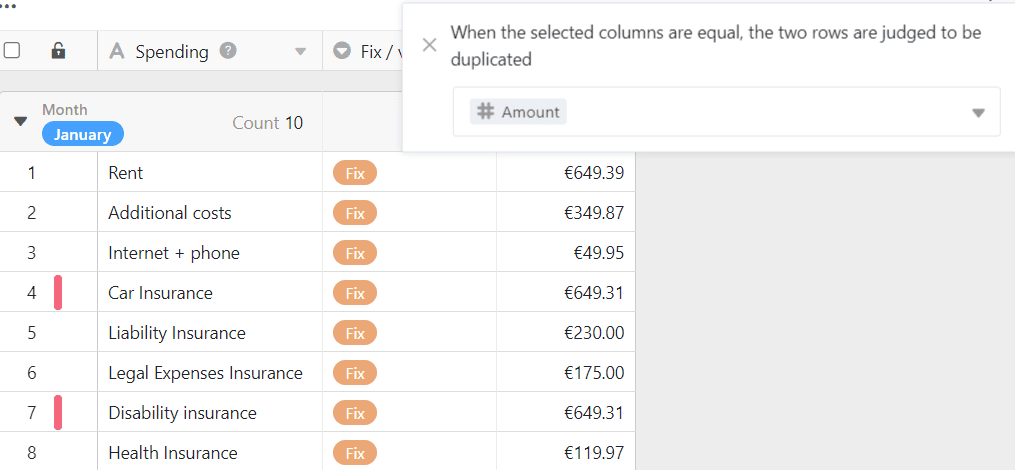 When the selected columns are equal, the two rows are judged to be
duplicated
# Amount
A Spending ?
Fix /
Month
January
Count 10
1 Rent Fix €649.39
2 Additional costs Fix €349.87
3 Internet + phone Fix €49.95
4 Car Insurance Fix €649.31
5 Liability Insurance Fix €230.00
6 Legal Expenses Insurance Fix €175.00
7 Disability insurance Fix €649.31
8 Health Insurance Fix €119.97